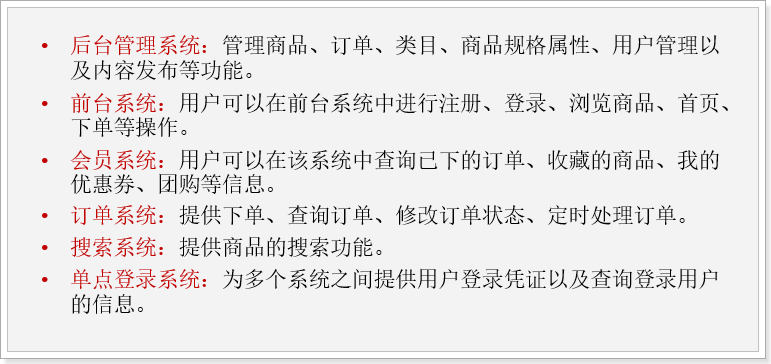 • 后台管理系统：管理商品、订单、类目、商品规格属性、用户管理以
及内容发布等功能。
• 前台系统：用户可以在前台系统中进行注册、登录、浏览商品、首页、
下单等操作。
• 会员系统：用户可以在该系统中查询已下的订单、收藏的商品、我的
优惠券、团购等信息。
• 订单系统：提供下单、查询订单、修改订单状态、定时处理订单。
• 搜索系统：提供商品的搜索功能。
• 单点登录系统：为多个系统之间提供用户登录凭证以及查询登录用户
的信息。